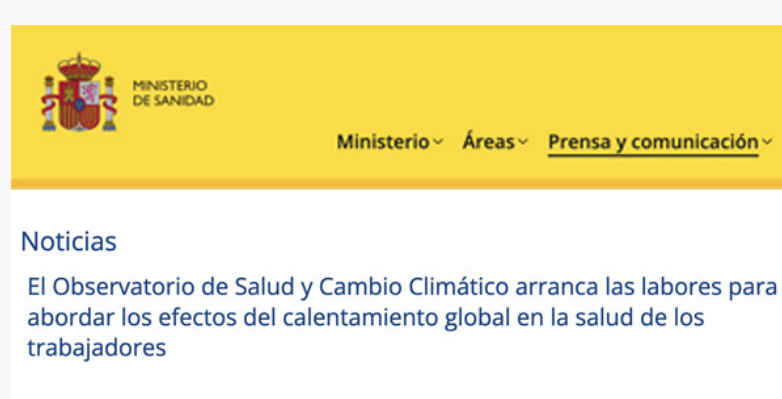 MINISTERIO
DE SANIDAD
Ministerio Áreas Prensa y comunicación
Noticias
El Observatorio de Salud y Cambio Climático arranca las labores para
abordar los efectos del calentamiento global en la salud de los
trabajadores